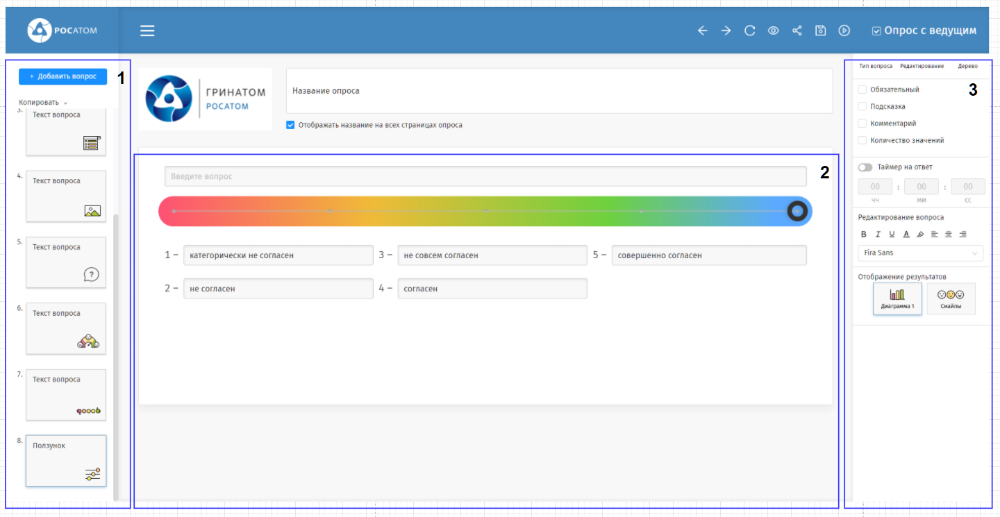 РОСАТОМ
Опрос с ведущим
+ Добавить вопрос
1
Копировать
3.
Текст вопроса
4.
Текст вопроса
5.
Текст вопроса
?
6.
Текст вопроса
7.
Текст вопроса
8.
Ползунок
ГРИНАТОМ
РОСАТОМ
Название опроса
Отображать название на всех страницах опроса
2
Введите вопрос
1 – категорически не согласен 3 – не совсем согласен 5 – совершенно согласен
2 – не согласен 4 – согласен
Тип вопроса Редактирование Дерево
3
Обязательный
Подсказка
Комментарий
Количество значений
Таймер на ответ
00 : 00 : 00
чч мм сс
Редактирование вопроса
B I U A
Fira Sans
Отображение результатов
Диаграмма 1 Смайлы